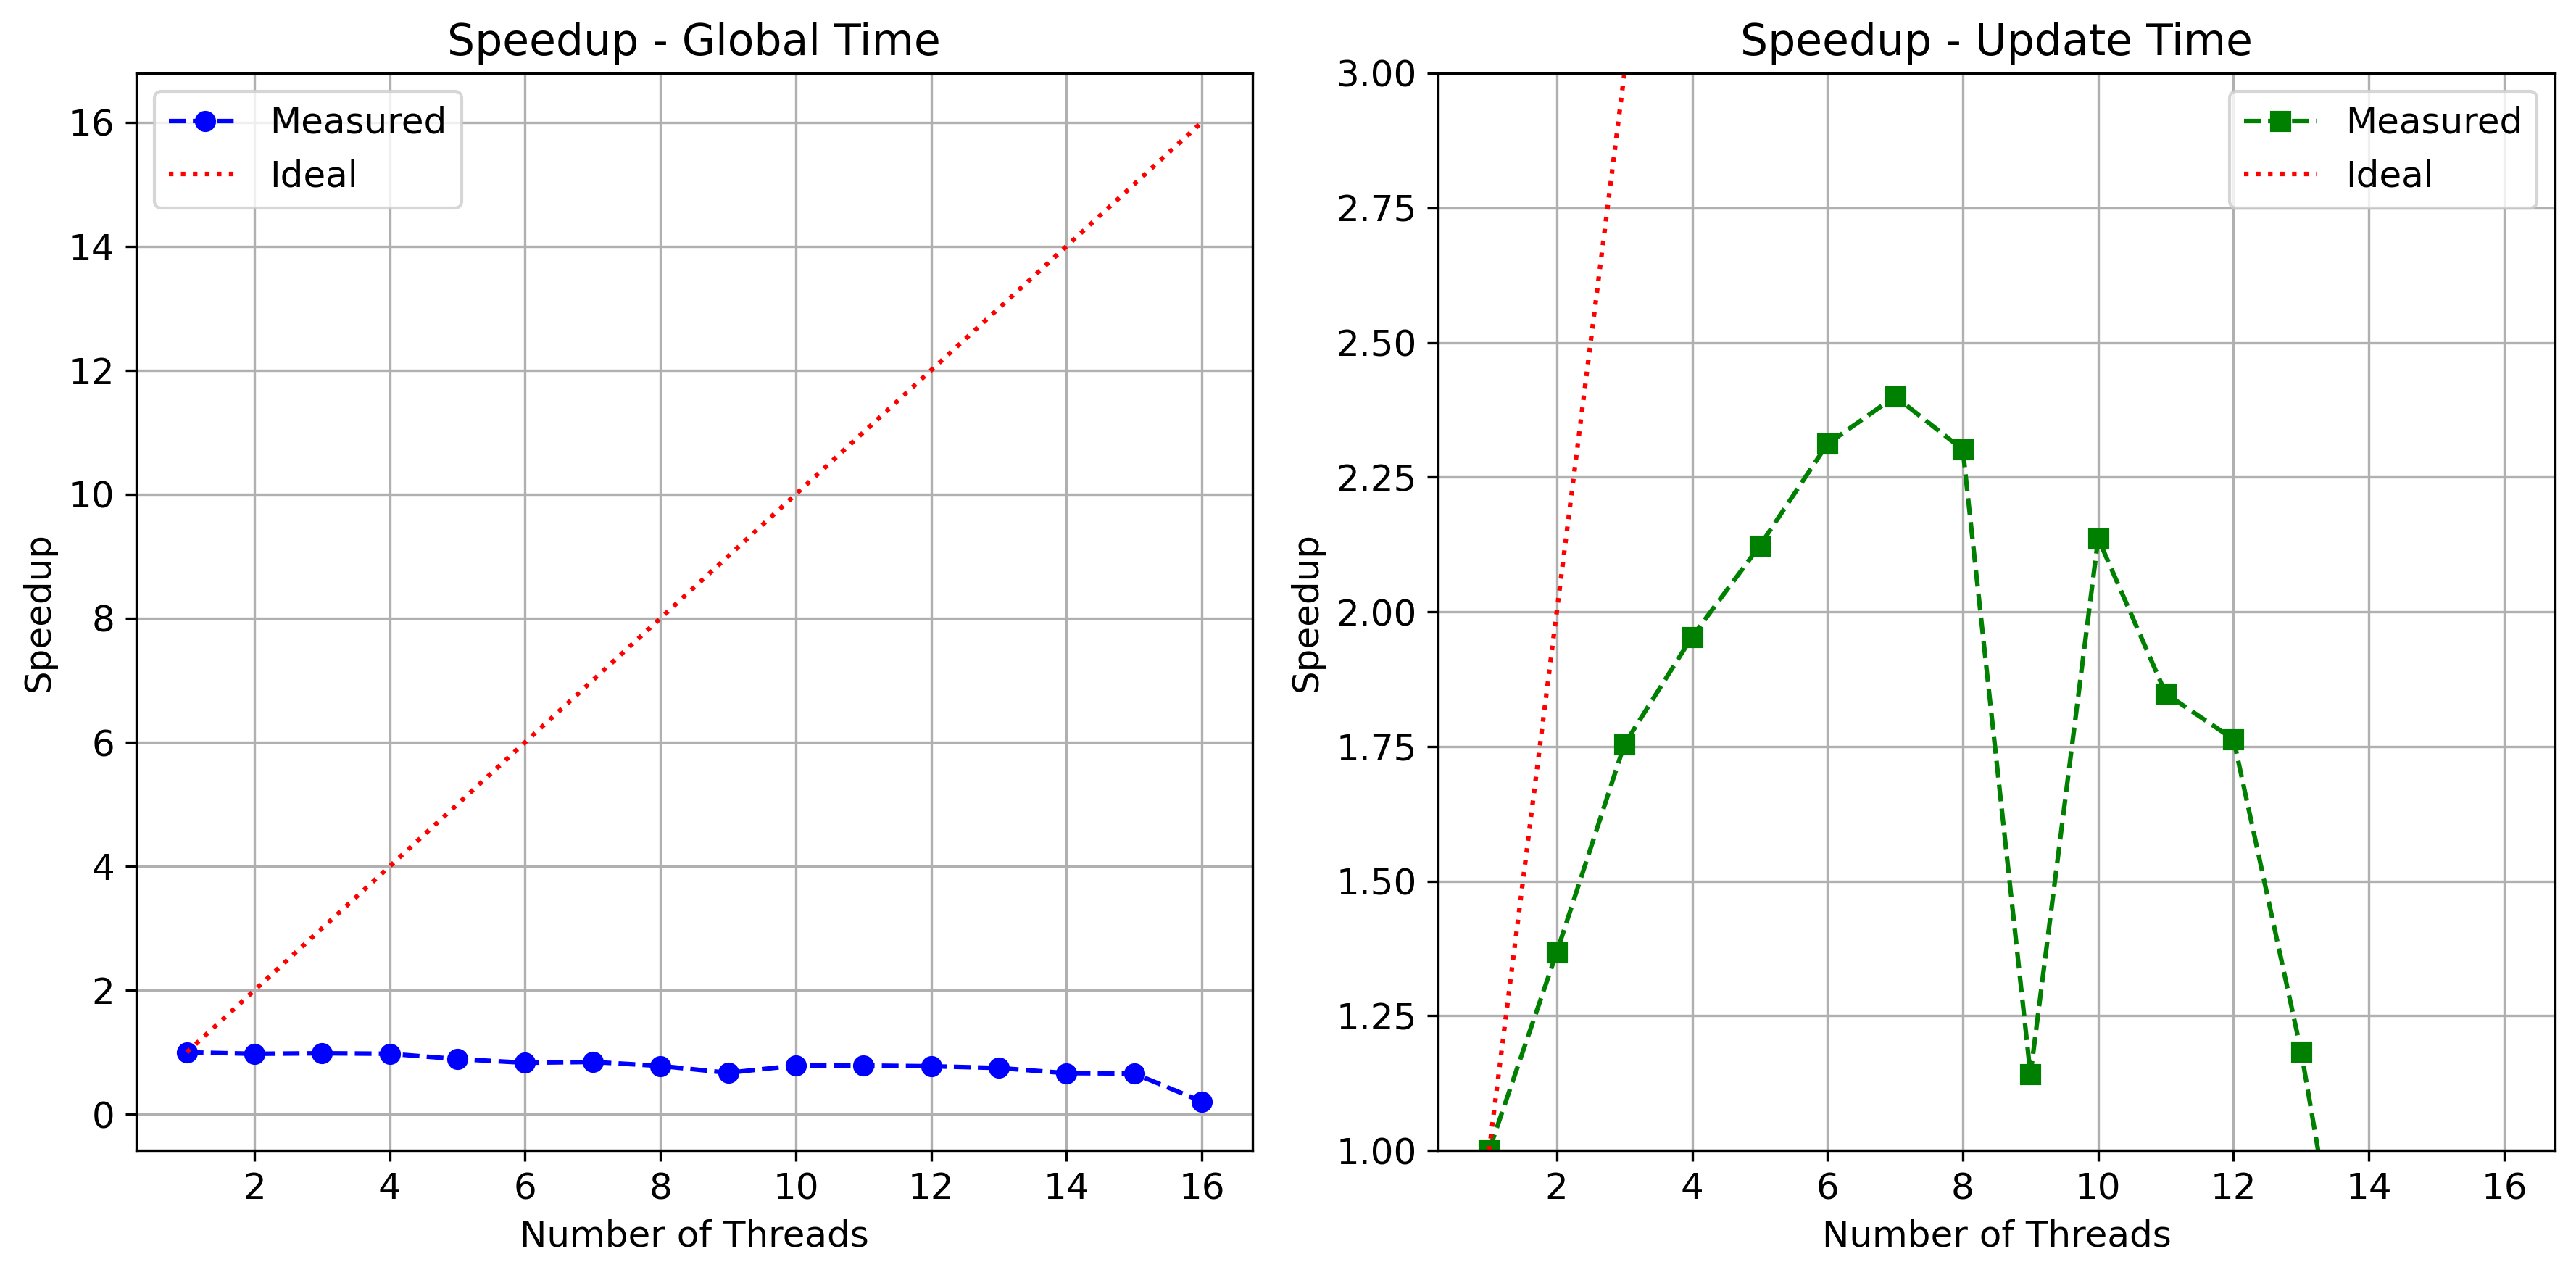 Speedup - Global Time
Speedup
16
14
12
10
8
6
4
2
0
Measured
Ideal
2 4 6 8 10 12 14 16
Number of Threads
Speedup - Update Time
Speedup
3.00
2.75
2.50
2.25
2.00
1.75
1.50
1.25
1.00
Measured
Ideal
2 4 6 8 10 12 14 16
Number of Threads